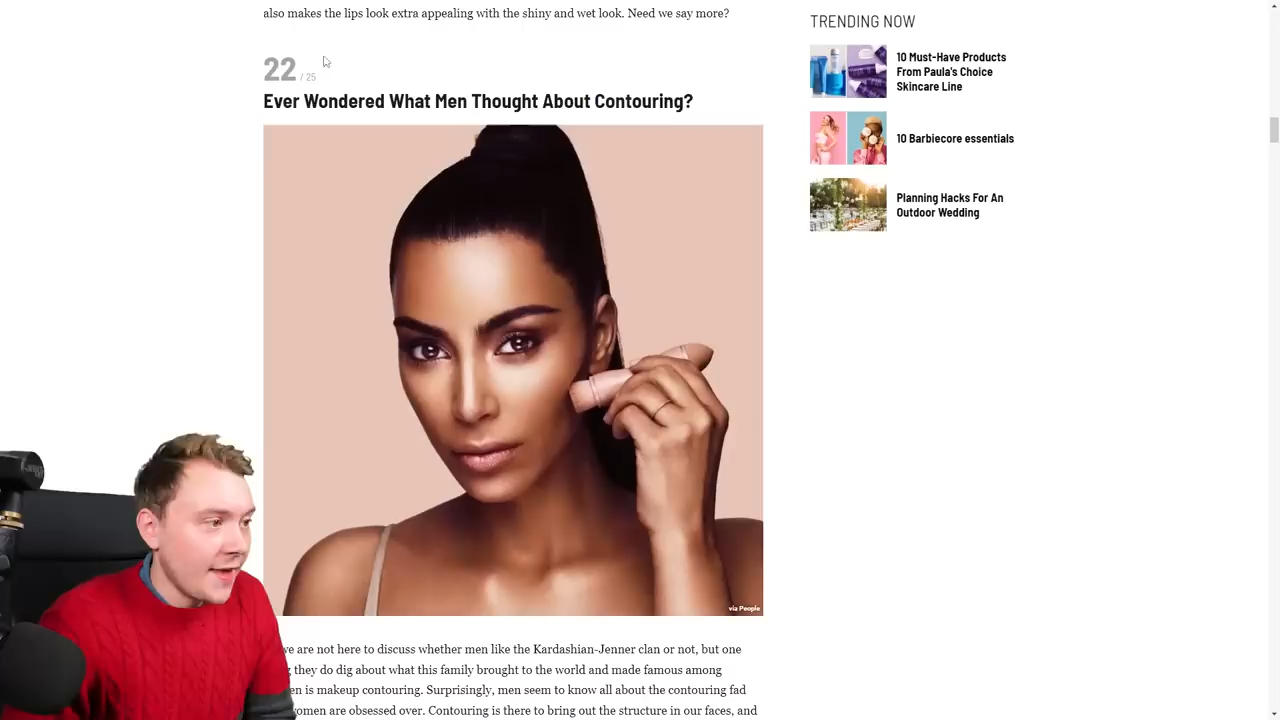 also makes the lips look extra appealing with the shiny and wet look. Need we say more?
22 / 25
Ever Wondered What Men Thought About Contouring?
via People
we are not here to discuss whether men like the Kardashian-Jenner clan or not, but one
they do dig about what this family brought to the world and made famous among
is makeup contouring. Surprisingly, men seem to know all about the contouring fad
women are obsessed over. Contouring is there to bring out the structure in our faces, and
TRENDING NOW
10 Must-Have Products
From Paula's Choice
Skincare Line
10 Barbiecore essentials
Planning Hacks For An
Outdoor Wedding